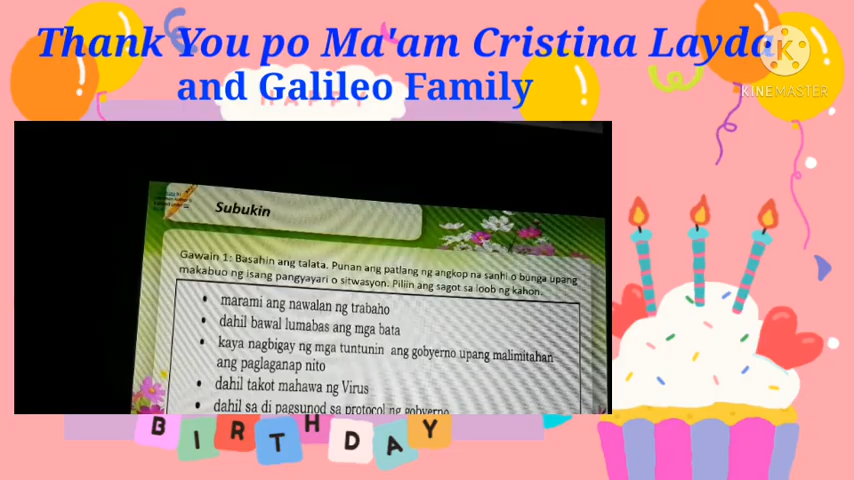 Thank You po Ma'am Cristina Layda
and Galileo Family
KINEMASTER
HAPPY
Subukin
Gawain 1: Basahin ang talata. Punan ang patlang ng angkop na sanhi o bunga upang
makabuo ng isang pangyayari o sitwasyon. Piliin ang sagot sa loob ng kahon.
• marami ang nawalan ng trabaho
• dahil bawal lumabas ang mga bata
• kaya nagbigay ng mga tuntunin ang gobyerno upang malimitahan
ang paglaganap nito
• dahil takot mahawa ng Virus
• dahil sa di pagsunod sa protocol ng gobyerno
BIRTHDAY